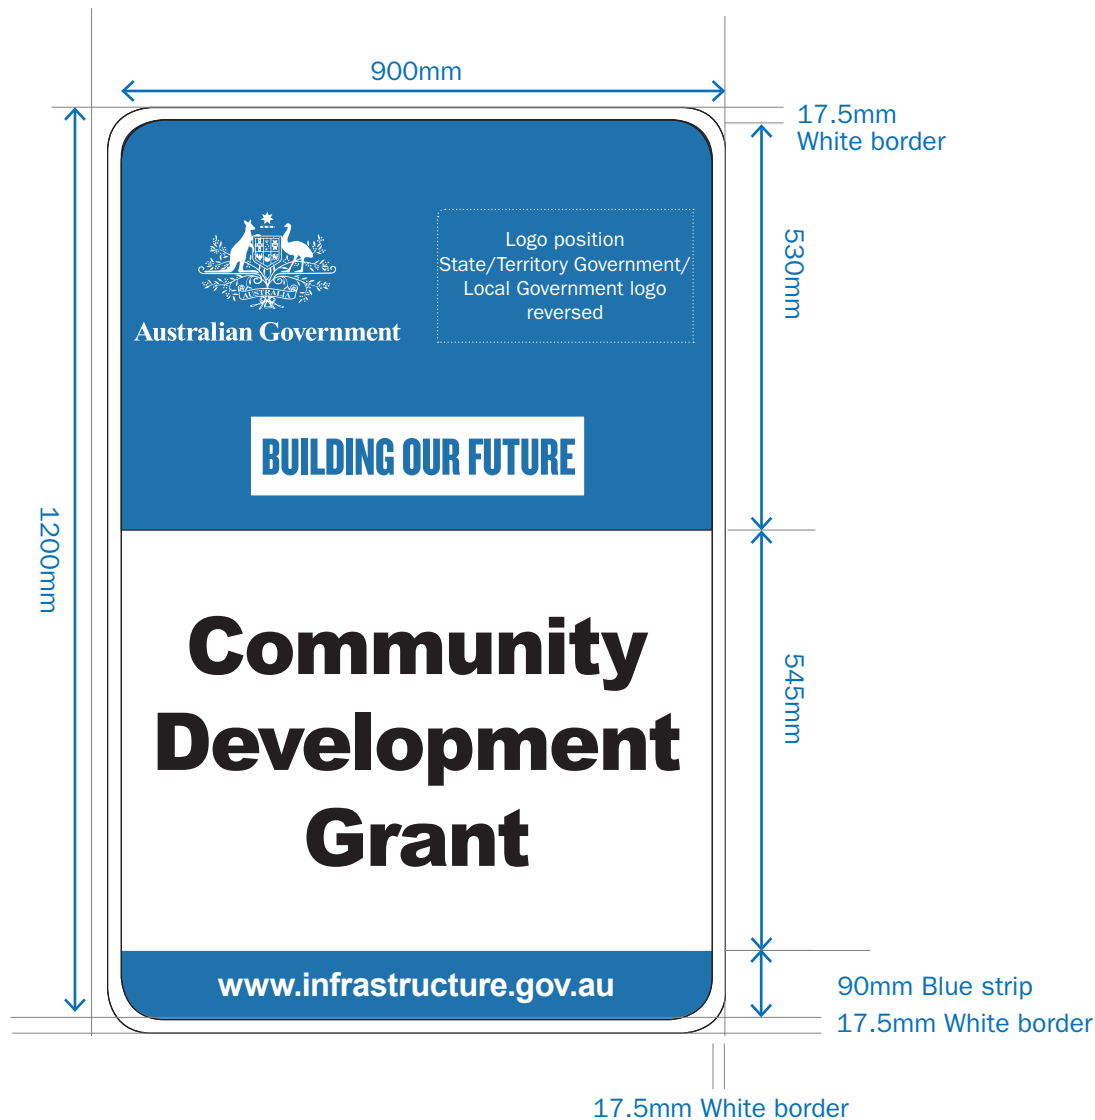 900mm
17.5mm
White border
Logo position
State/Territory Government/
Local Government logo
reversed
AUSTRALIA
Australian Government
530mm
BUILDING OUR FUTURE
1200mm
Community
Development
Grant
545mm
www.infrastructure.gov.au
90mm Blue strip
17.5mm White border
17.5mm White border